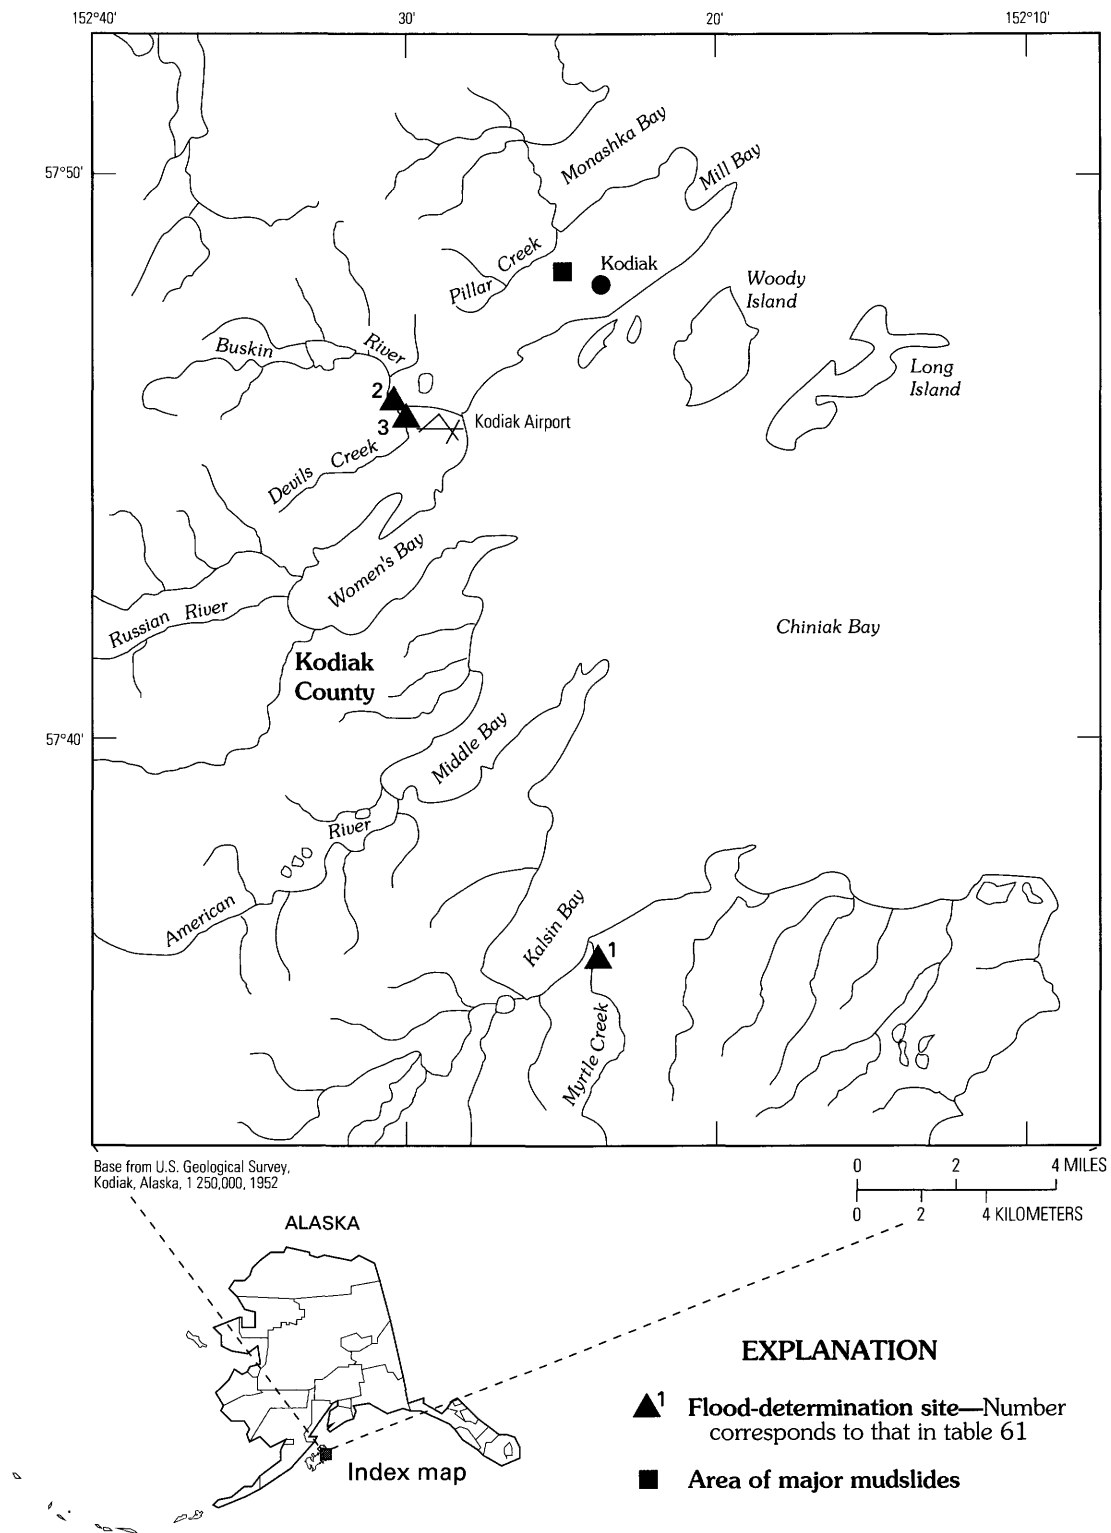 152°40'
30'
20'
152°10'
57°50'
Monashka Bay
Mill Bay
Pillar Creek
Kodiak
Woody
Island
Buskin River
Long
Island
2
3
Kodiak Airport
Devils Creek
Women's Bay
Russian River
Chiniak Bay
Kodiak
County
57°40'
Middle Bay
American River
Kalsin Bay
1
Myrtle Creek
Base from U.S. Geological Survey,
Kodiak, Alaska, 1 250,000, 1952
0 2 4 MILES
0 2 4 KILOMETERS
ALASKA
Index map
EXPLANATION
1 Flood-determination site—Number
corresponds to that in table 61
Area of major mudslides